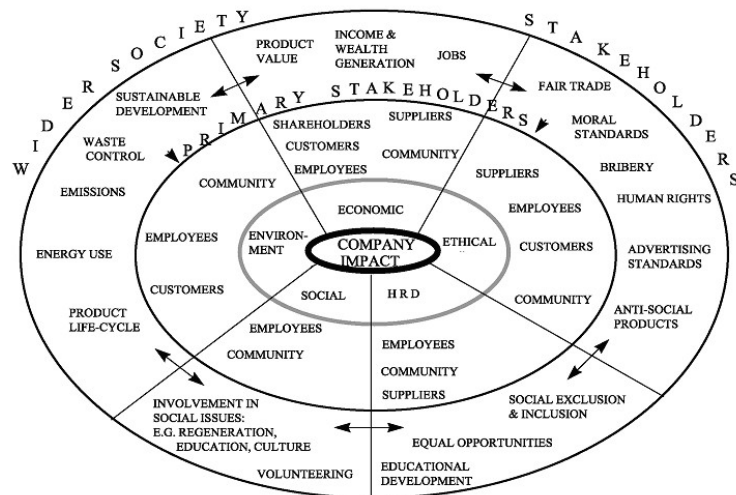 WIDER SOCIETY
STAKEHOLDERS
PRIMARY STAKEHOLDERS
PRODUCT
VALUE
INCOME &
WEALTH
GENERATION
JOBS
SUSTAINABLE
DEVELOPMENT
FAIR TRADE
WASTE
CONTROL
MORAL
STANDARDS
EMISSIONS
BRIBERY
HUMAN RIGHTS
ENERGY USE
ADVERTISING
STANDARDS
PRODUCT
LIFE-CYCLE
ANTI-SOCIAL
PRODUCTS
SHAREHOLDERS
SUPPLIERS
CUSTOMERS
EMPLOYEES
COMMUNITY
COMMUNITY
EMPLOYEES
CUSTOMERS
SUPPLIERS
EMPLOYEES
CUSTOMERS
COMMUNITY
ECONOMIC
ENVIRON-
MENT
COMPANY
IMPACT
ETHICAL
SOCIAL
H R D
EMPLOYEES
COMMUNITY
EMPLOYEES
COMMUNITY
SUPPLIERS
INVOLVEMENT IN
SOCIAL ISSUES:
E.G. REGENERATION,
EDUCATION, CULTURE
VOLUNTEERING
SOCIAL EXCLUSION
& INCLUSION
EQUAL OPPORTUNITIES
EDUCATIONAL
DEVELOPMENT